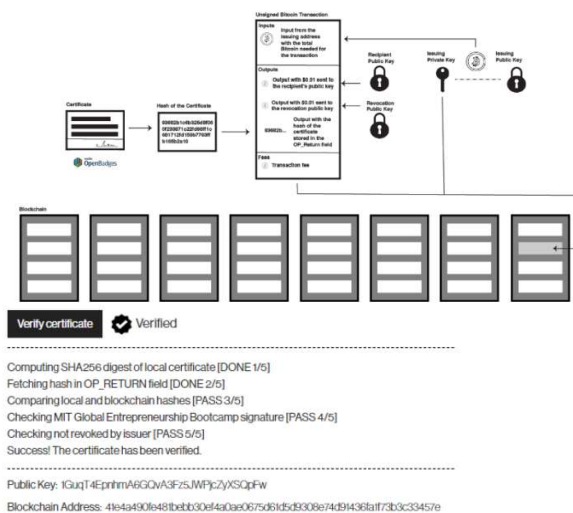 Unsigned Bitcoin Transaction
Inputs
Input from the
issuing address
with the total
Bitcoin needed for
the transaction
Outputs
Output with $0.01 sent to
the recipient's public key
Output with $0.01 sent to
the revocation public key
Output with the
hash of the
certificate
stored in the
OP_Return field
Fees
Transaction fee
Recipient
Public Key
Revocation
Public Key
Issuing
Private Key
Issuing
Public Key
Certificate
OpenBadges
Hash of the Certificate
Blockchain
Verify certificate
Verified
Computing SHA256 digest of local certificate [DONE 1/5]
Fetching hash in OP_RETURN field [DONE 2/5]
Comparing local and blockchain hashes [PASS 3/5]
Checking MIT Global Entrepreneurship Bootcamp signature [PASS 4/5]
Checking not revoked by issuer [PASS 5/5]
Success! The certificate has been verified.
Public Key: 1GuqT4EpnhmA6GQvA3Fz5JWPjcZyXSQpFw
Blockchain Address: 41e4a490fe481bebb30ef4a0ae0675d61d5d9308e74d91436fa1f73b3c33457e